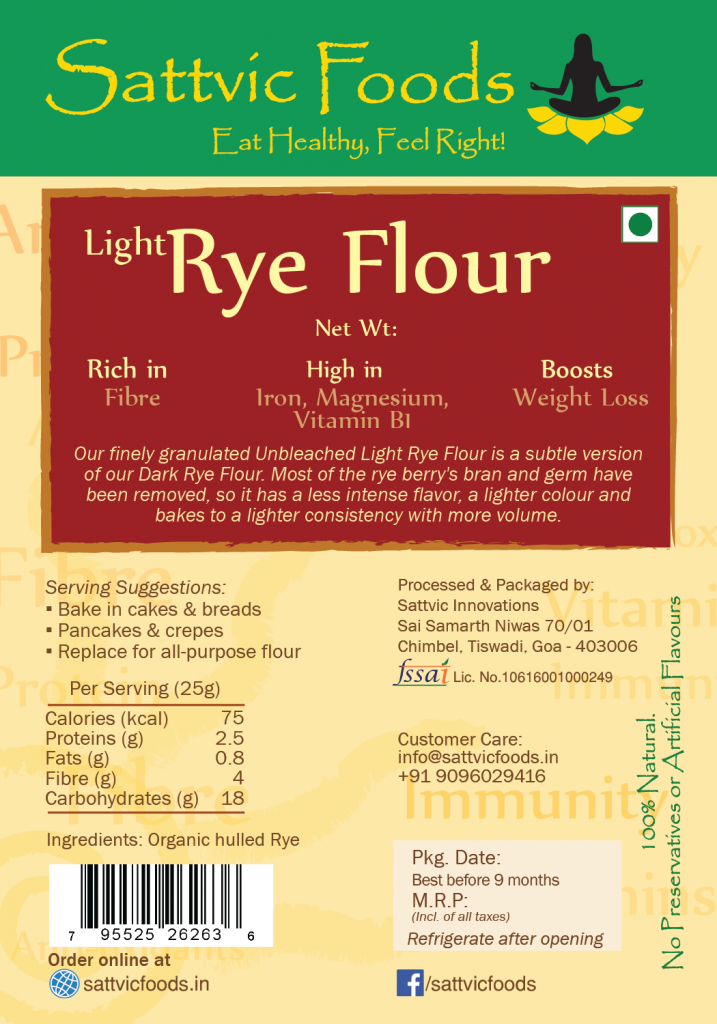 Sattvic Foods
Eat Healthy, Feel Right!
Light Rye Flour
Net Wt:
Rich in
Fibre
High in
Iron, Magnesium,
Vitamin B1
Boosts
Weight Loss
Our finely granulated Unbleached Light Rye Flour is a subtle version
of our Dark Rye Flour. Most of the rye berry's bran and germ have
been removed, so it has a less intense flavor, a lighter colour and
bakes to a lighter consistency with more volume.
Serving Suggestions:
▪ Bake in cakes & breads
▪ Pancakes & crepes
▪ Replace for all-purpose flour
Per Serving (25g)
Calories (kcal) 75
Proteins (g) 2.5
Fats (g) 0.8
Fibre (g) 4
Carbohydrates (g) 18
Ingredients: Organic hulled Rye
7 95525 26263 6
Order online at
sattvicfoods.in
Processed & Packaged by:
Sattvic Innovations
Sai Samarth Niwas 70/01
Chimbel, Tiswadi, Goa - 403006
fssai Lic. No.10616001000249
Customer Care:
info@sattvicfoods.in
+91 9096029416
Pkg. Date:
Best before 9 months
M.R.P:
(Incl. of all taxes)
Refrigerate after opening
f/sattvicfoods
100% Natural.
No Preservatives or Artificial Flavours
Fibre
Protein
Fibre
Immunity